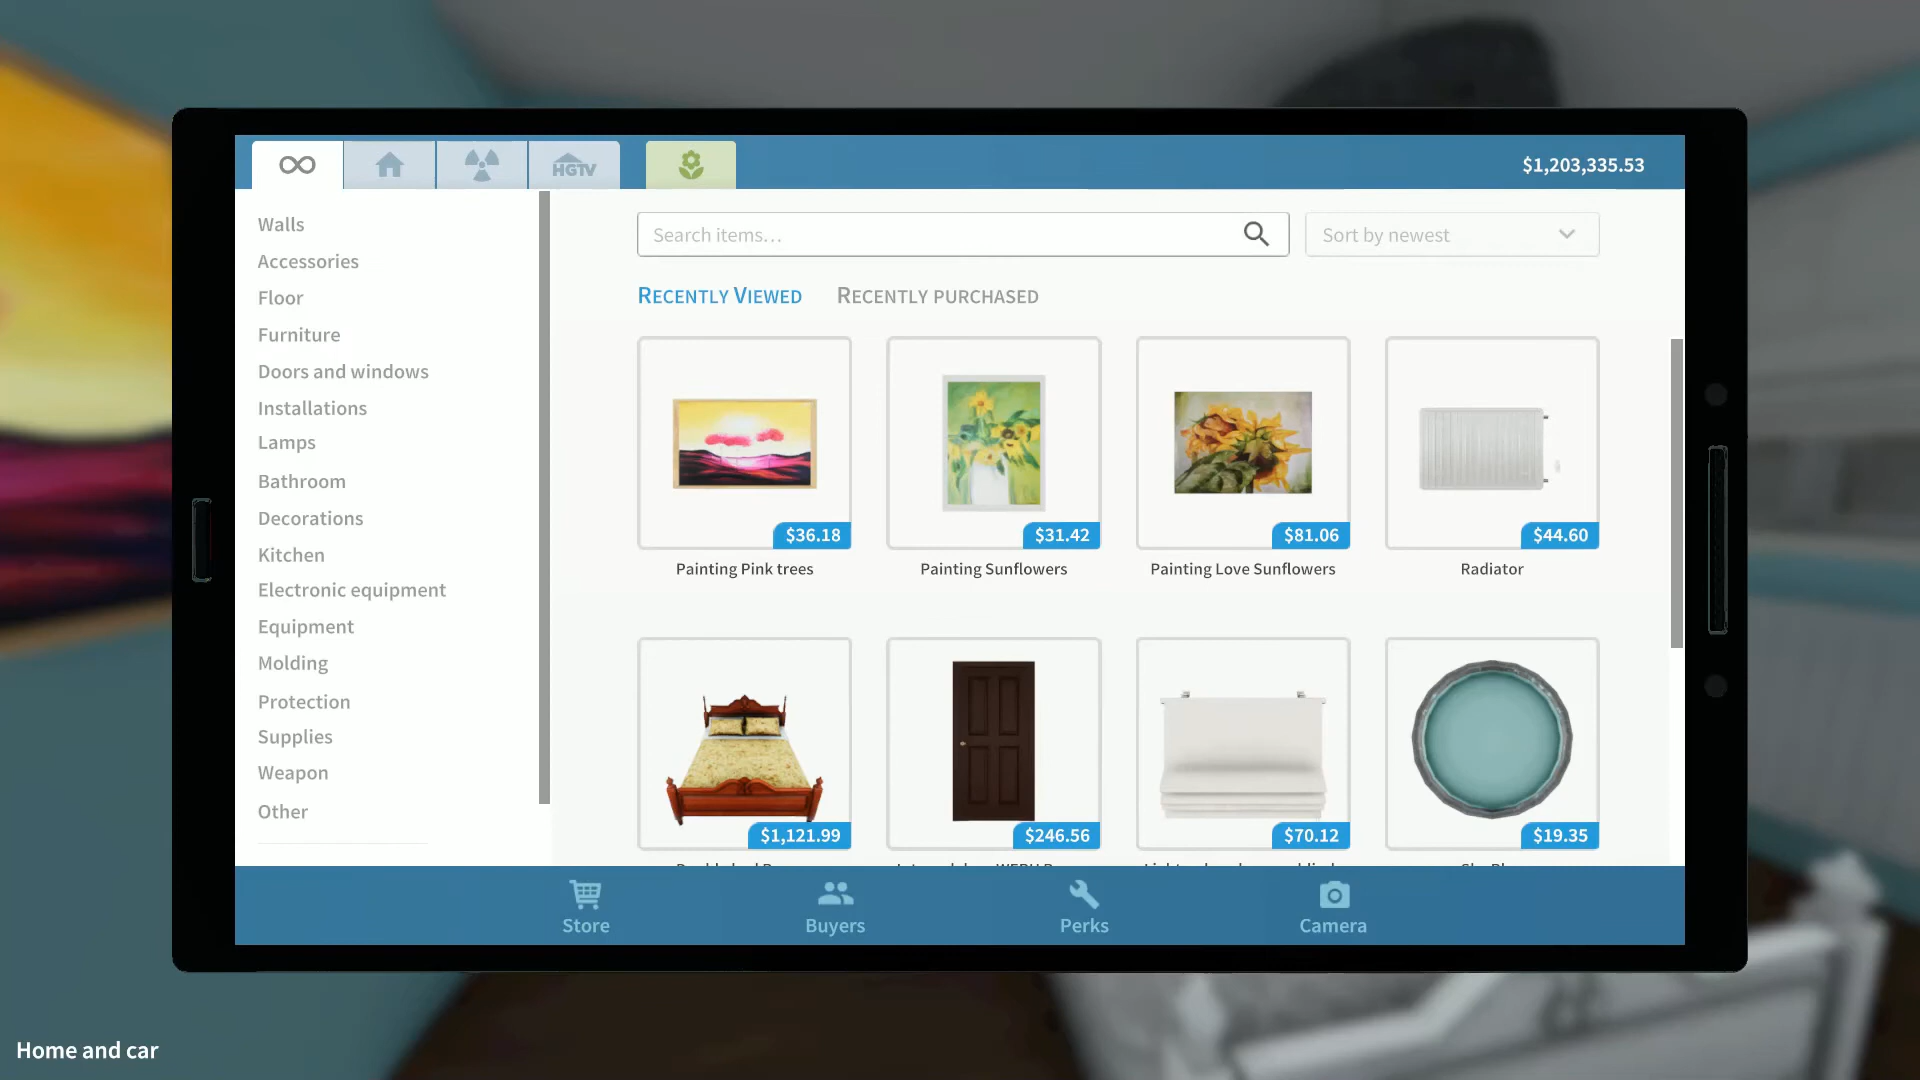 HGTV
$1,203,335.53
Walls
Accessories
Floor
Furniture
Doors and windows
Installations
Lamps
Bathroom
Decorations
Kitchen
Electronic equipment
Equipment
Molding
Protection
Supplies
Weapon
Other
Search items...
Sort by newest
RECENTLY VIEWED
RECENTLY PURCHASED
$36.18
$31.42
$81.06
$44.60
Painting Pink trees
Painting Sunflowers
Painting Love Sunflowers
Radiator
$1,121.99
$246.56
$70.12
$19.35
Store
Buyers
Perks
Camera
Home and car